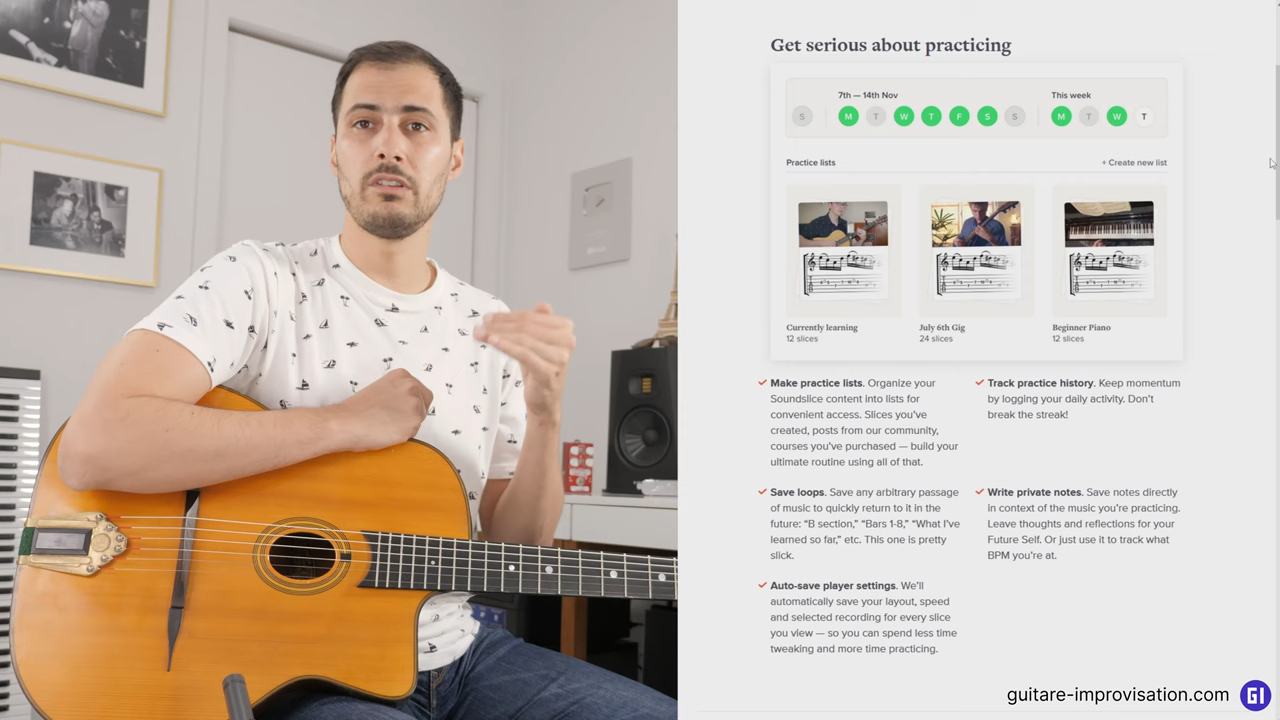 Get serious about practicing
7th — 14th Nov
This week
S M T W T F S S M T W T
Practice lists
+ Create new list
Currently learning
12 slices
July 6th Gig
24 slices
Beginner Piano
12 slices
Make practice lists. Organize your
Soundslice content into lists for
convenient access. Slices you've
created, posts from our community,
courses you've purchased — build your
ultimate routine using all of that.
Track practice history. Keep momentum
by logging your daily activity. Don't
break the streak!
Save loops. Save any arbitrary passage
of music to quickly return to it in the
future: “B section,” “Bars 1-8,” “What I've
learned so far,” etc. This one is pretty
slick.
Write private notes. Save notes directly
in context of the music you're practicing.
Leave thoughts and reflections for your
Future Self. Or just use it to track what
BPM you're at.
Auto-save player settings. We'll
automatically save your layout, speed
and selected recording for every slice
you view — so you can spend less time
tweaking and more time practicing.
guitare-improvisation.com GI